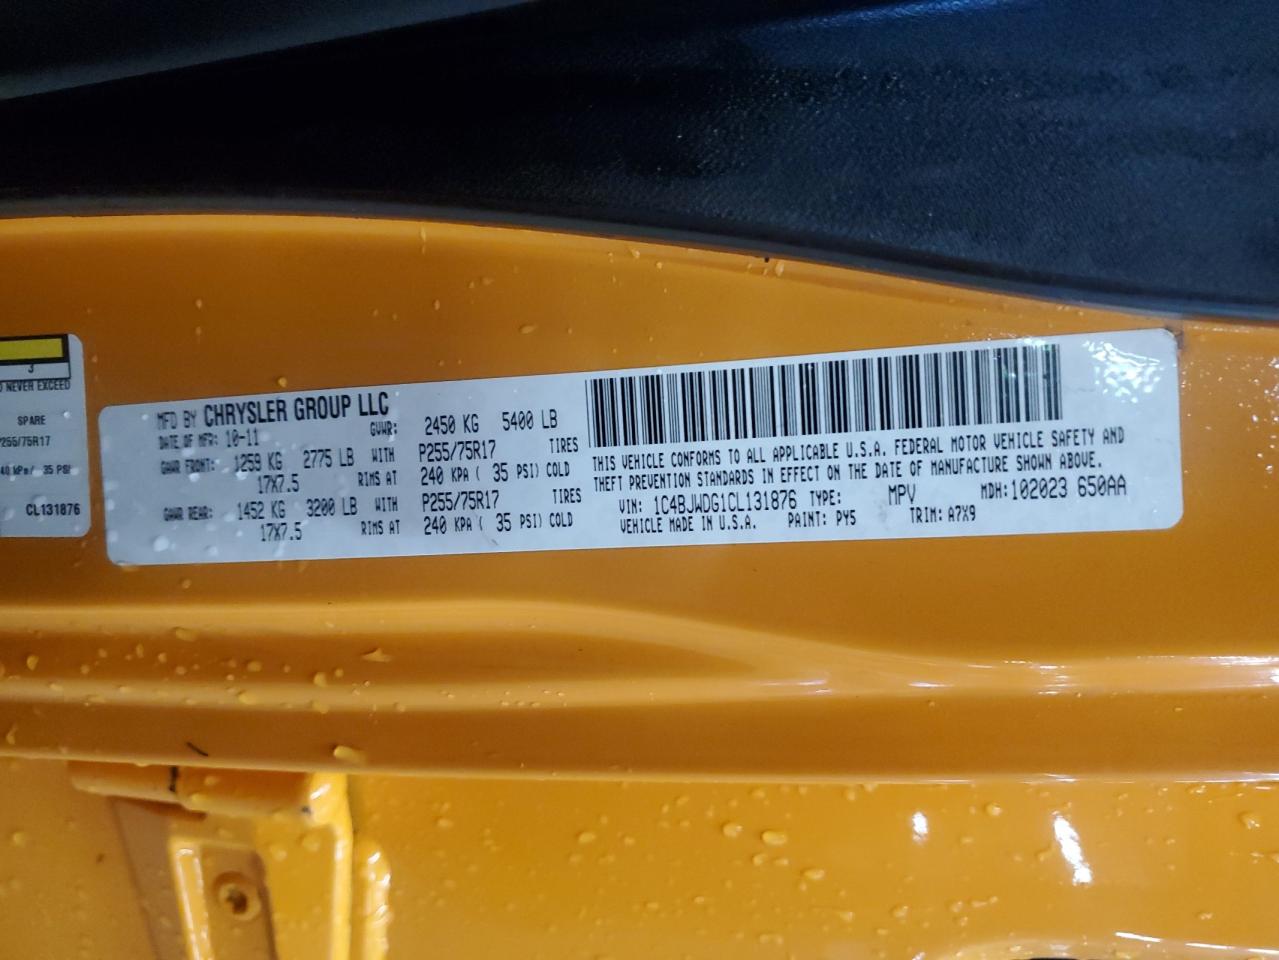 3
NEVER EXCEED
SPARE
P255/75R17
240 kPa/ 35 PSI
CL131876
MFD BY CHRYSLER GROUP LLC
DATE OF MFR: 10-11 GVWR: 2450 KG 5400 LB
GAWR FRONT: 1259 KG 2775 LB WITH P255/75R17 TIRES
17X7.5 RIMS AT 240 KPA ( 35 PSI) COLD
GAWR REAR: 1452 KG 3200 LB WITH P255/75R17 TIRES
17X7.5 RIMS AT 240 KPA ( 35 PSI) COLD
THIS VEHICLE CONFORMS TO ALL APPLICABLE U.S.A. FEDERAL MOTOR VEHICLE SAFETY AND
THEFT PREVENTION STANDARDS IN EFFECT ON THE DATE OF MANUFACTURE SHOWN ABOVE.
VIN: 1C4BJWDG1CL131876 TYPE: MPV MDH:102023 650AA
VEHICLE MADE IN U.S.A. PAINT: PY5 TRIM: A7X9